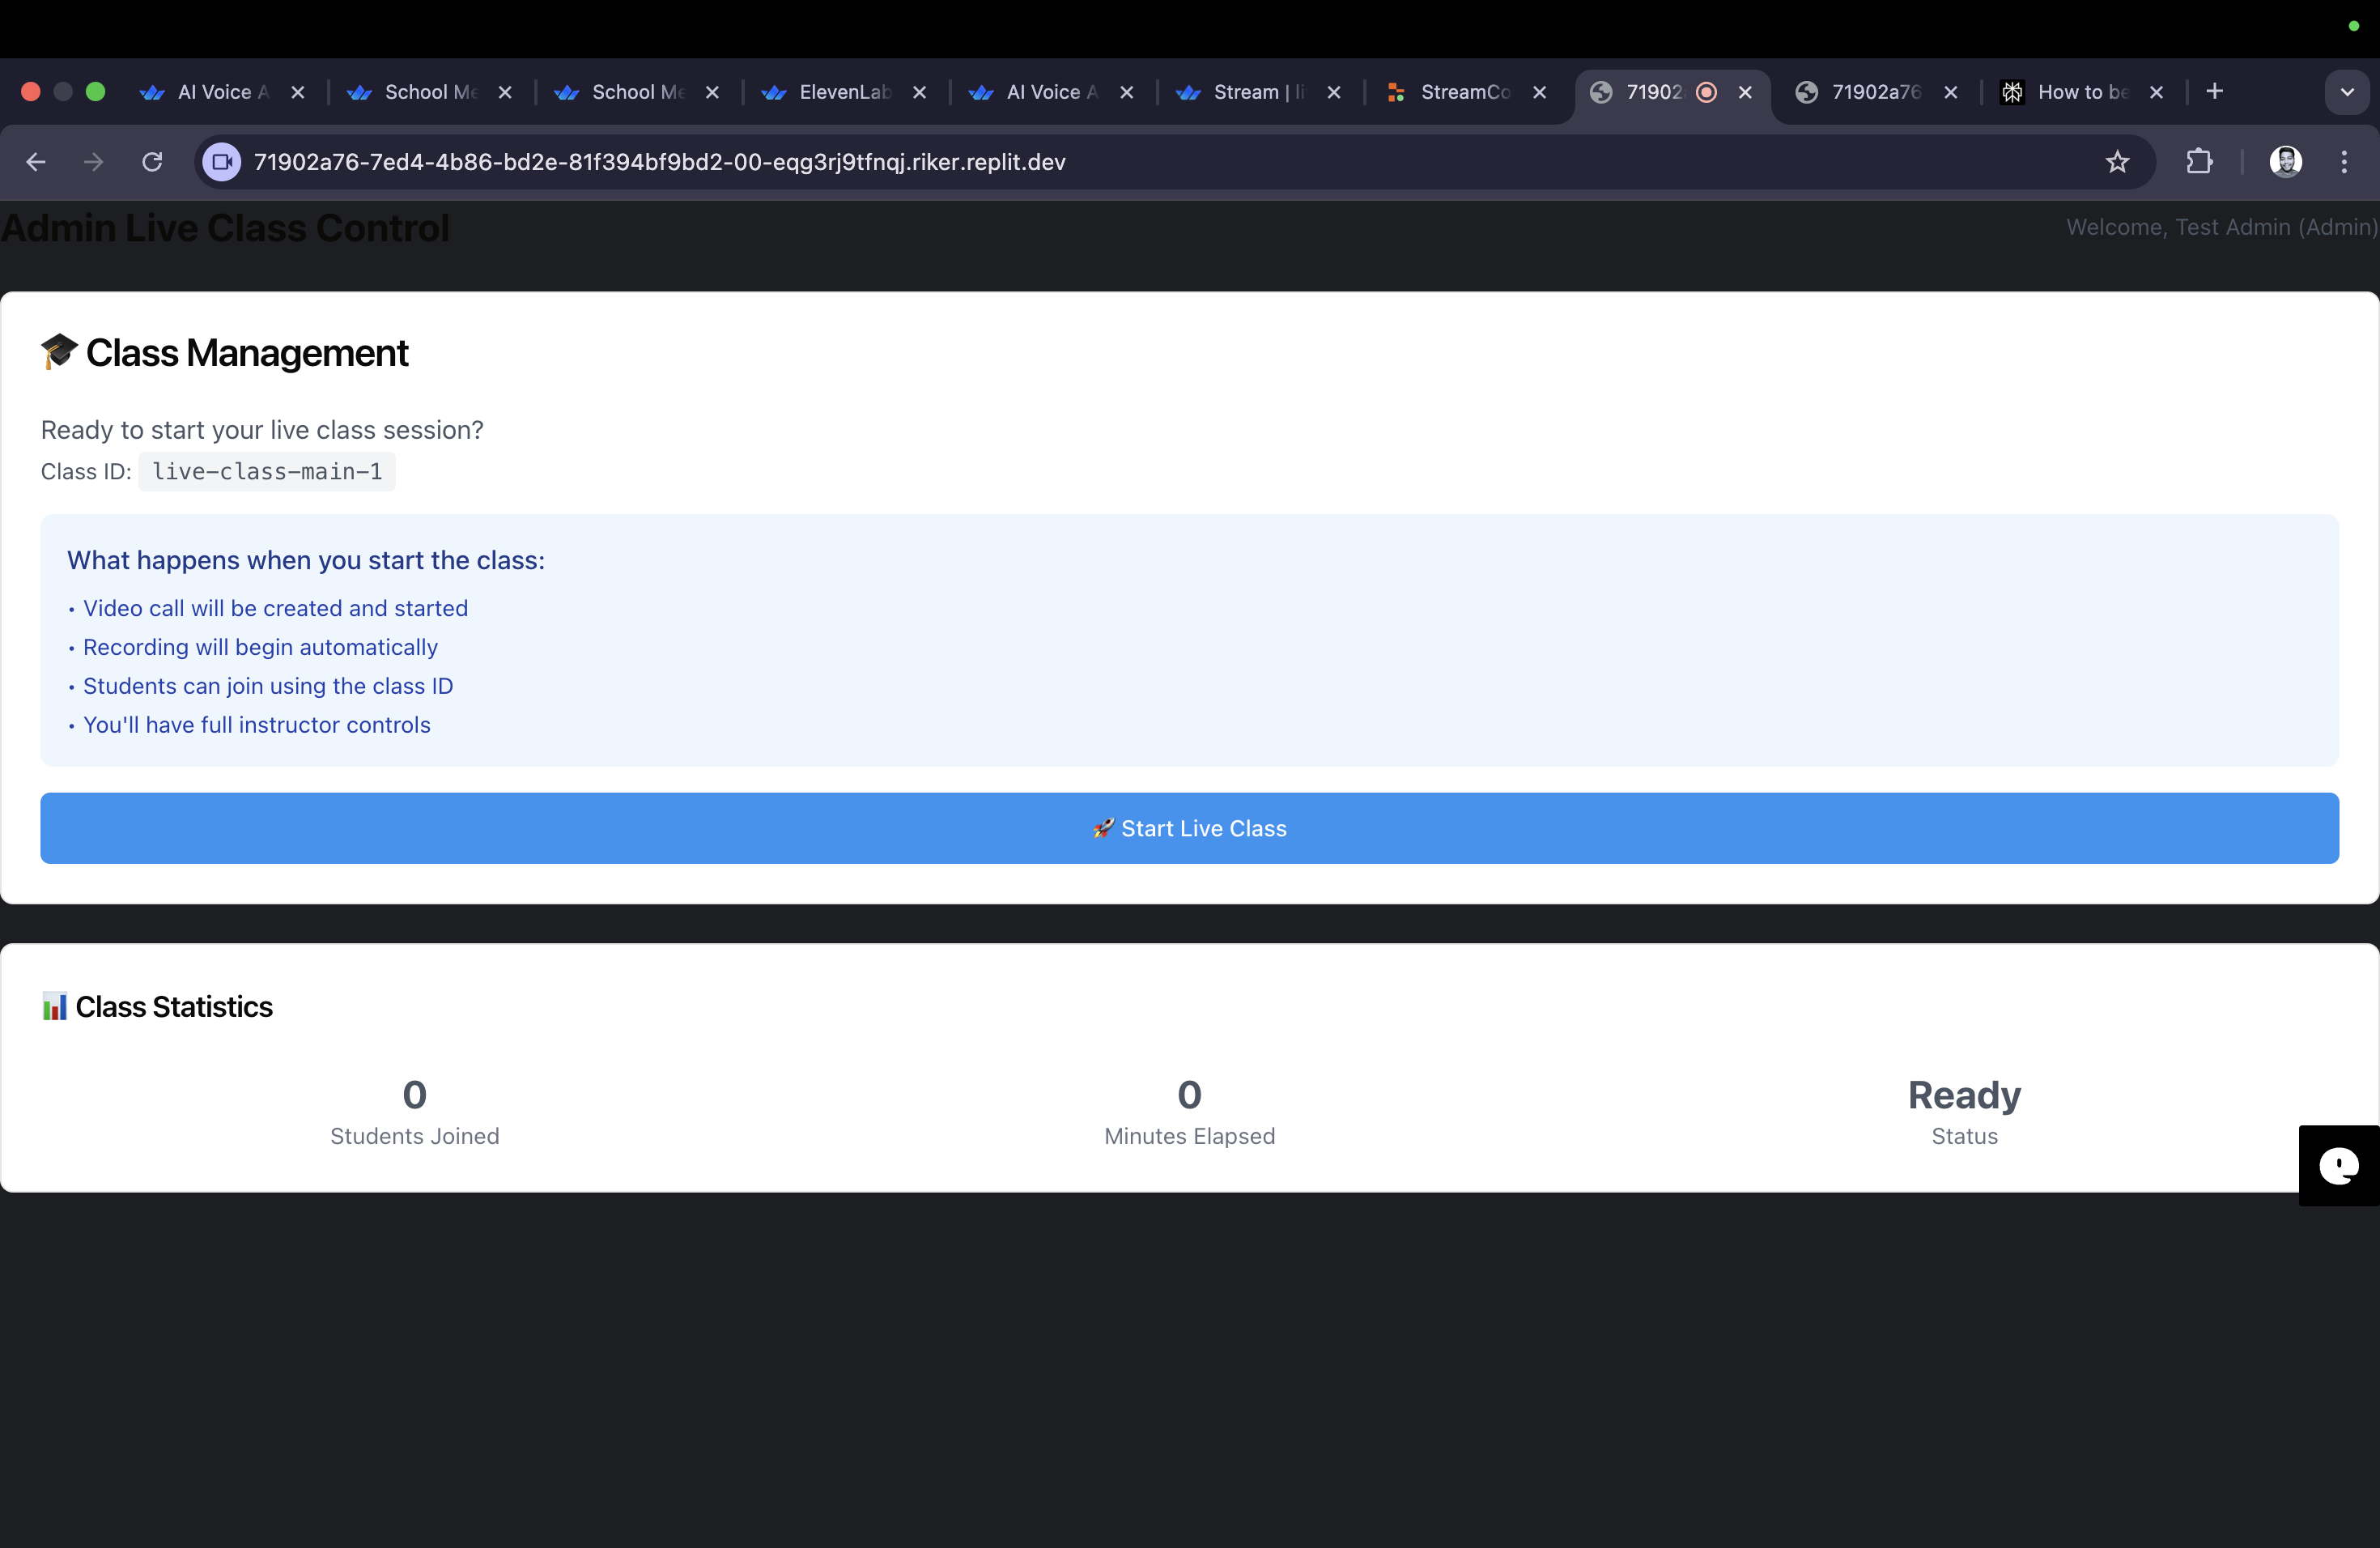 AI Voice A
School Me
School Me
ElevenLab
AI Voice A
Stream | li
StreamCo
71902
71902a76
How to be
71902a76-7ed4-4b86-bd2e-81f394bf9bd2-00-eqg3rj9tfnqj.riker.replit.dev
Admin Live Class Control
Welcome, Test Admin (Admin)
🎓 Class Management
Ready to start your live class session?
Class ID: live-class-main-1
What happens when you start the class:
• Video call will be created and started
• Recording will begin automatically
• Students can join using the class ID
• You'll have full instructor controls
🚀 Start Live Class
📊 Class Statistics
0
Students Joined
0
Minutes Elapsed
Ready
Status